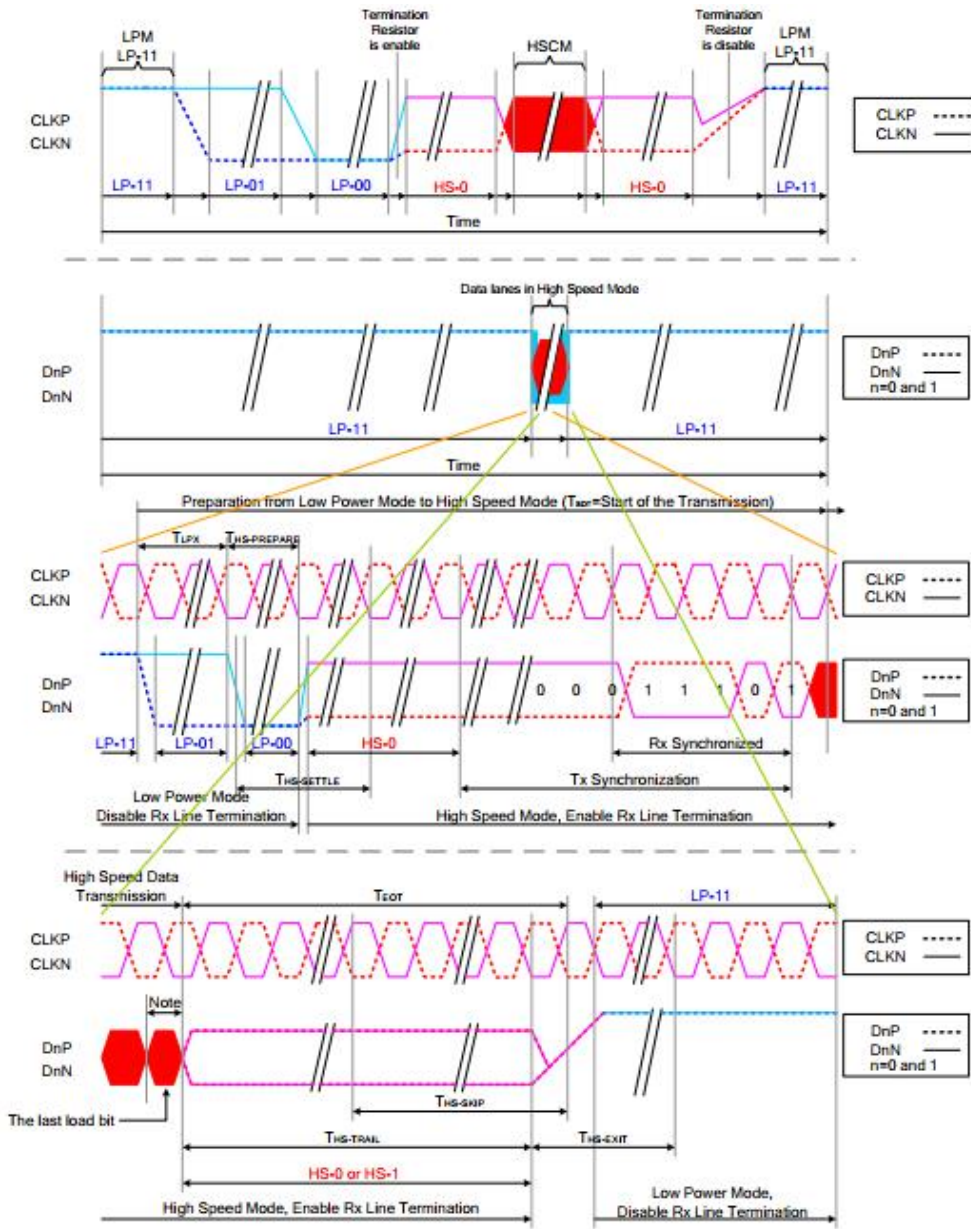 Termination
Resistor
is enable
Termination
Resistor
is disable
LPM
LP-11
HSCM
LPM
LP-11
CLKP
CLKN
CLKP
CLKN
LP-11
LP-01
LP-00
HS-0
HS-0
LP-11
Time
Data lanes in High Speed Mode
DnP
DnN
DnP
DnN
n=0 and 1
LP-11
LP-11
Time
Preparation from Low Power Mode to High Speed Mode (TSOT=Start of the Transmission)
TLPX
THS-PREPARE
CLKP
CLKN
CLKP
CLKN
DnP
DnN
0 0 0 1 1 1 0 1
DnP
DnN
n=0 and 1
LP-11
LP-01
LP-00
HS-0
Rx Synchronized
THS-SETTLE
Tx Synchronization
Low Power Mode
Disable Rx Line Termination
High Speed Mode, Enable Rx Line Termination
High Speed Data
Transmission
TEOT
LP-11
CLKP
CLKN
CLKP
CLKN
Note
DnP
DnN
DnP
DnN
n=0 and 1
The last load bit
THS-SKIP
THS-TRAIL
THS-EXIT
HS-0 or HS-1
High Speed Mode, Enable Rx Line Termination
Low Power Mode,
Disable Rx Line Termination